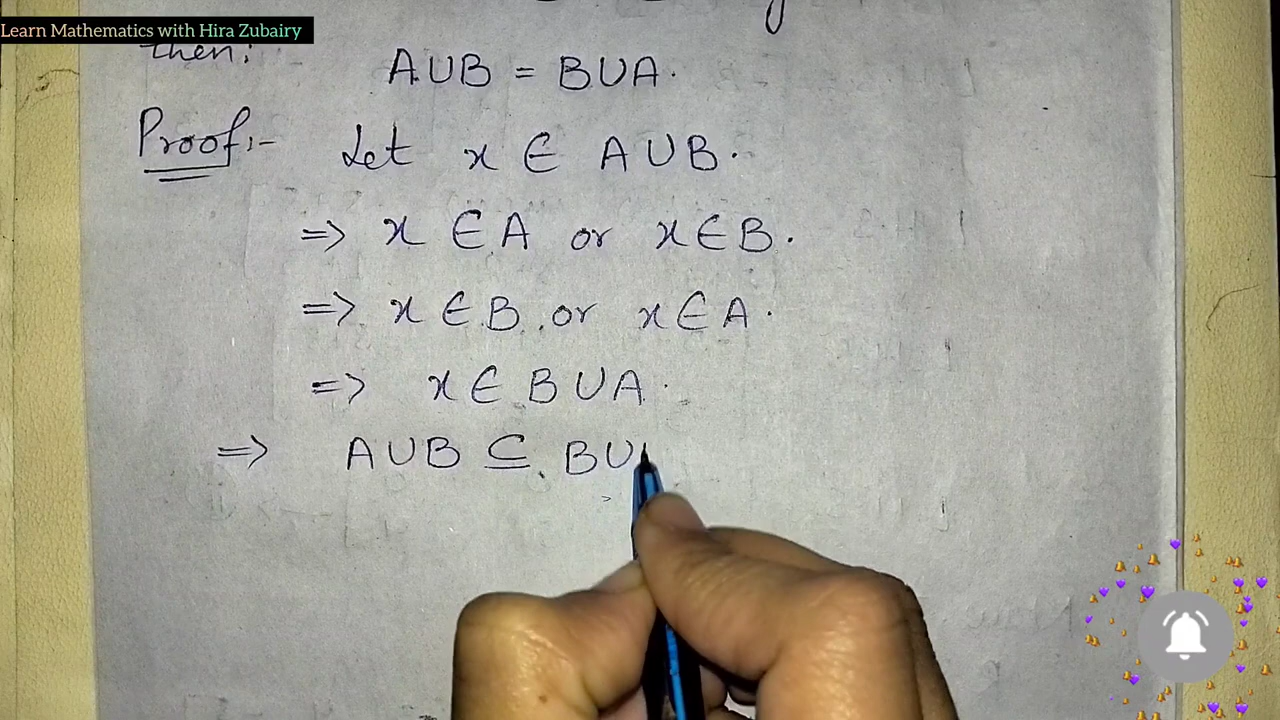 Learn Mathematics with Hira Zubairy
then:
A∪B = B∪A.
Proof:- Let x ∈ A∪B.
⇒ x ∈ A or x ∈ B.
⇒ x ∈ B or x ∈ A.
⇒ x ∈ B∪A.
⇒ A∪B ⊆ B∪